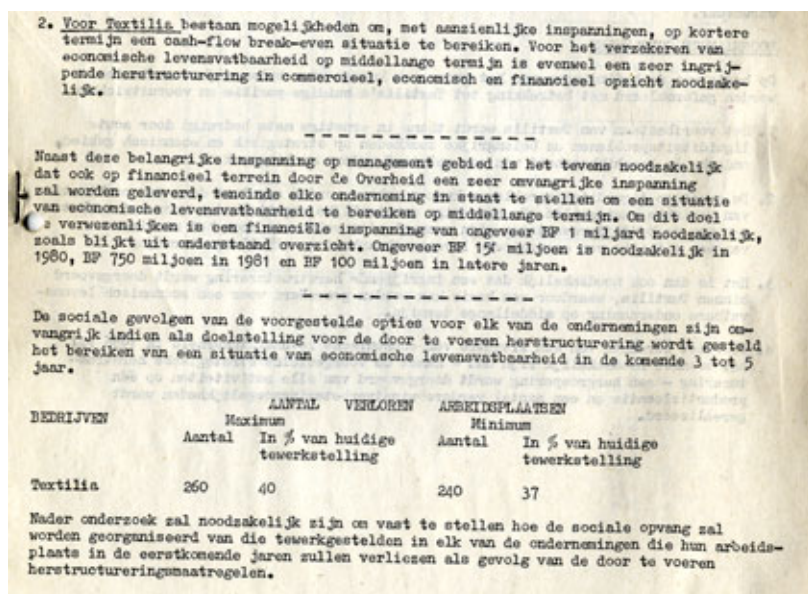 2. Voor Textilia bestaan mogelijkheden om, met aanzienlijke inspanningen, op kortere
termijn een cash-flow break-even situatie te bereiken. Voor het verzekeren van
economische levensvatbaarheid op middellange termijn is evenwel een zeer ingrij-
pende herstructurering in commercieel, economisch en financieel opzicht noodzake-
lijk.
Naast deze belangrijke inspanning op management gebied is het tevens noodzakelijk
dat ook op financieel terrein door de Overheid een zeer omvangrijke inspanning
zal worden geleverd, teneinde elke onderneming in staat te stellen om een situatie
van economische levensvatbaarheid te bereiken op middellange termijn. Om dit doel
te verwezenlijken is een financiële inspanning van ongeveer BF 1 miljard noodzakelijk,
zoals blijkt uit onderstaand overzicht. Ongeveer BF 150 miljoen is noodzakelijk in
1980, BF 750 miljoen in 1981 en BF 100 miljoen in latere jaren.
De sociale gevolgen van de voorgestelde opties voor elk van de ondernemingen zijn om-
vangrijk indien als doelstelling voor de door te voeren herstructurering wordt gesteld
het bereiken van een situatie van economische levensvatbaarheid in de komende 3 tot 5
jaar.
AANTAL VERLOREN ARBEIDSPLAATSEN
BEDRIJVEN Maximum Minimum
Aantal In % van huidige Aantal In % van huidige
tewerkstelling tewerkstelling
Textilia 260 40 240 37
Nader onderzoek zal noodzakelijk zijn om vast te stellen hoe de sociale opvang zal
worden georganiseerd van die tewerkgestelden in elk van de ondernemingen die hun arbeids-
plaats in de eerstkomende jaren zullen verliezen als gevolg van de door te voeren
herstructureringsmaatregelen.